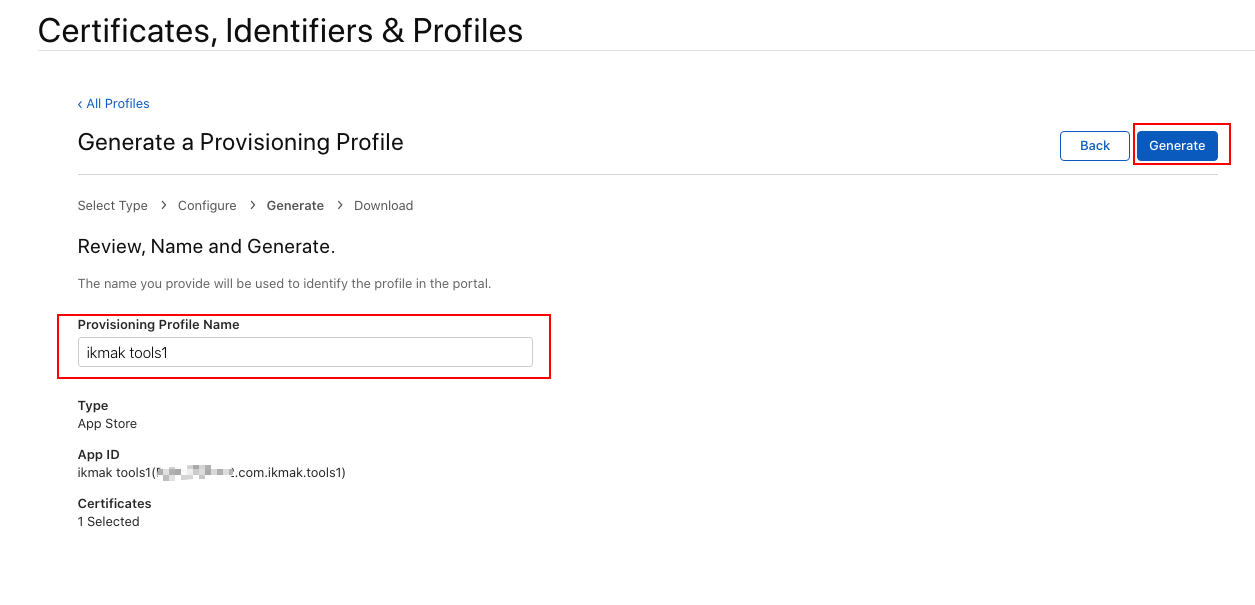 Certificates, Identifiers & Profiles
‹ All Profiles
Generate a Provisioning Profile
Back
Generate
Select Type > Configure > Generate > Download
Review, Name and Generate.
The name you provide will be used to identify the profile in the portal.
Provisioning Profile Name
ikmak tools1
Type
App Store
App ID
ikmak tools1(.com.ikmak.tools1)
Certificates
1 Selected